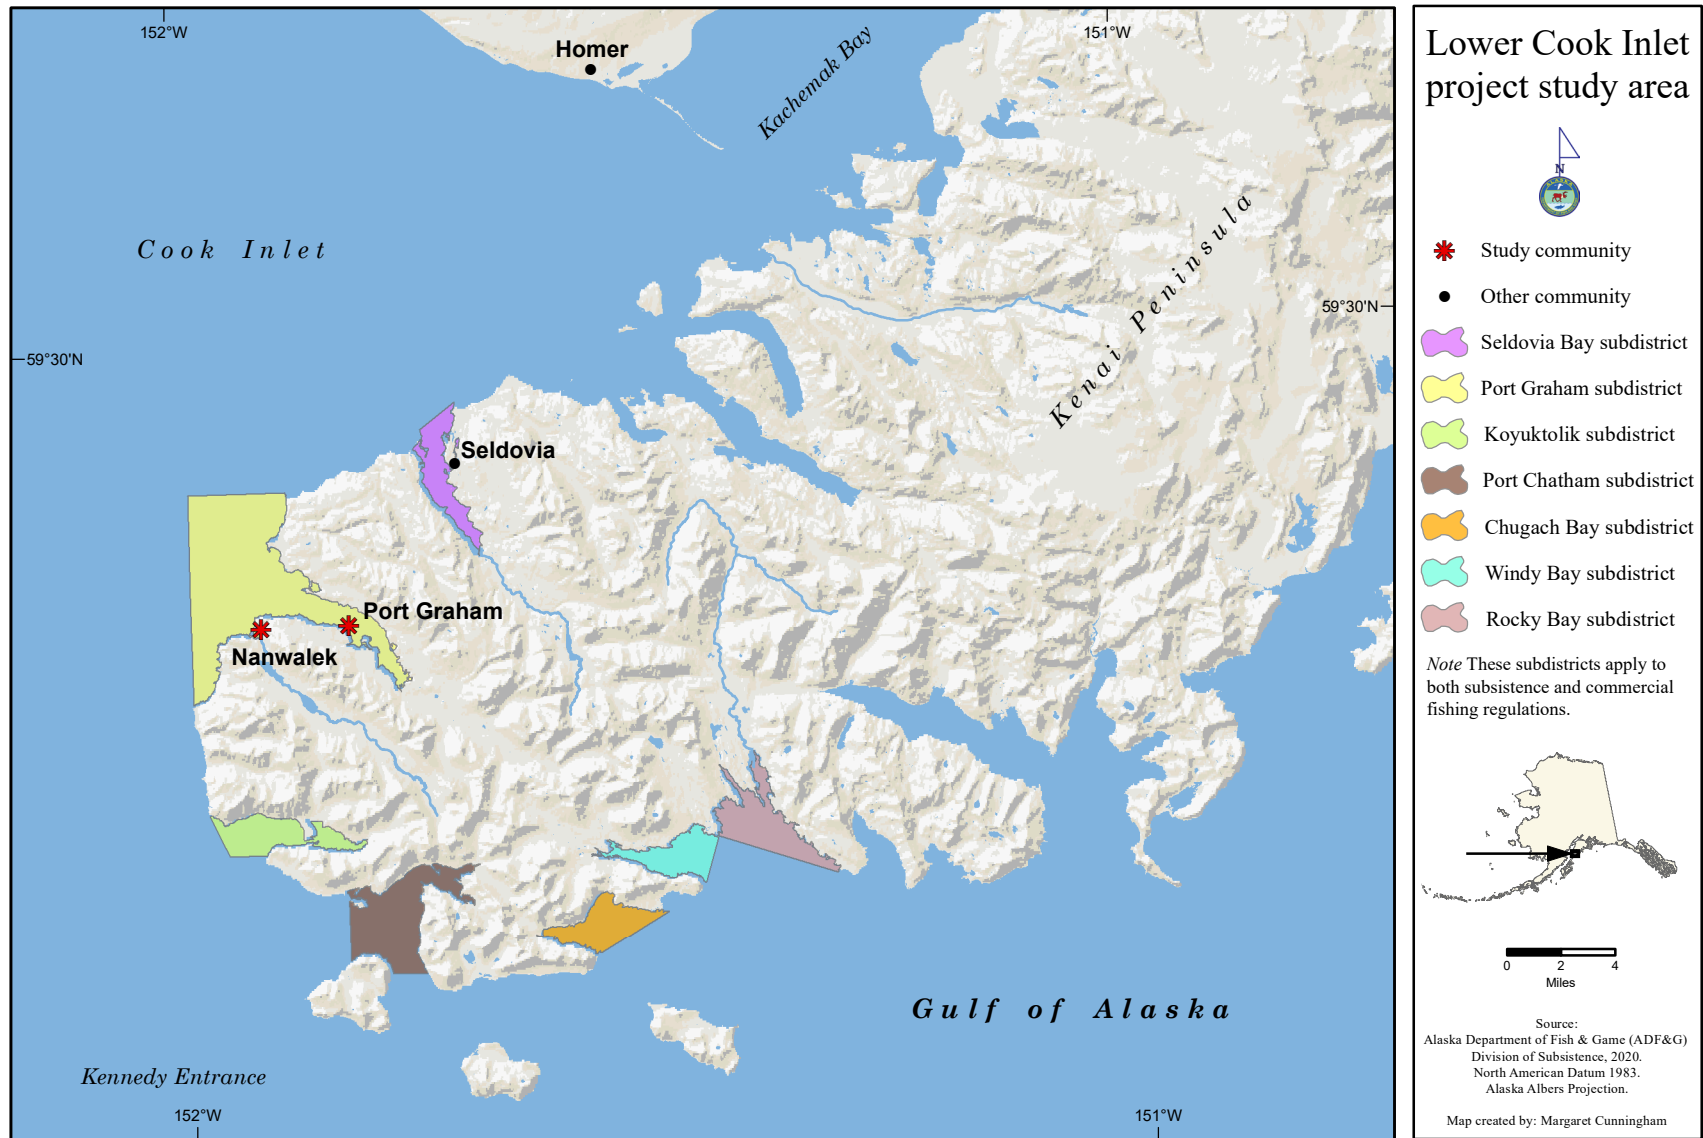 152°W
151°W
Homer
Kachemak Bay
Cook Inlet
Kenai Peninsula
59°30'N
59°30'N
Seldovia
Port Graham
Nanwalek
Gulf of Alaska
Kennedy Entrance
152°W
151°W
Lower Cook Inlet
project study area
N
Study community
Other community
Seldovia Bay subdistrict
Port Graham subdistrict
Koyuktolik subdistrict
Port Chatham subdistrict
Chugach Bay subdistrict
Windy Bay subdistrict
Rocky Bay subdistrict
Note These subdistricts apply to
both subsistence and commercial
fishing regulations.
0 2 4
Miles
Source:
Alaska Department of Fish & Game (ADF&G)
Division of Subsistence, 2020.
North American Datum 1983.
Alaska Albers Projection.
Map created by: Margaret Cunningham